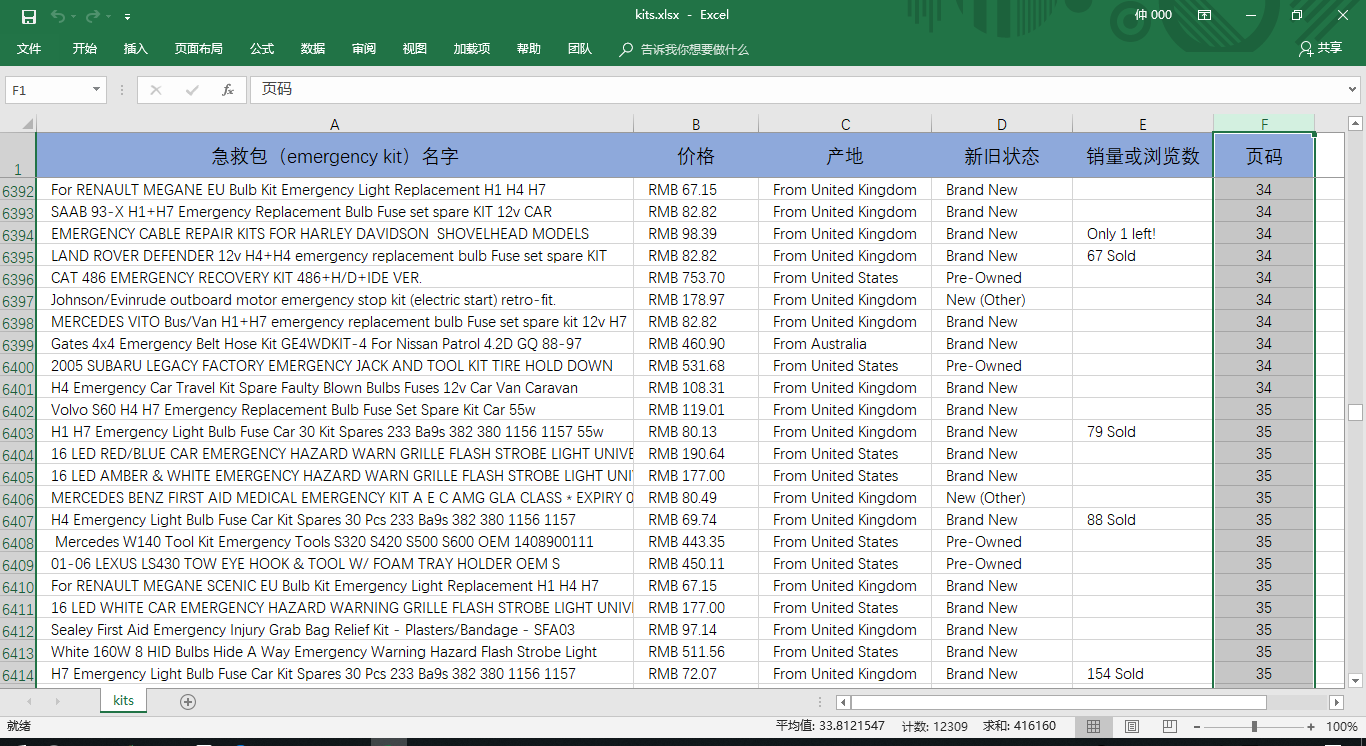 kits.xlsx - Excel
仲 000
文件 开始 插入 页面布局 公式 数据 审阅 视图 加载项 帮助 团队 告诉我你想要做什么 共享
F1 fx 页码
A B C D E F
1 急救包（emergency kit）名字 价格 产地 新旧状态 销量或浏览数 页码
6392 For RENAULT MEGANE EU Bulb Kit Emergency Light Replacement H1 H4 H7 RMB 67.15 From United Kingdom Brand New 34
6393 SAAB 93-X H1+H7 Emergency Replacement Bulb Fuse set spare KIT 12v CAR RMB 82.82 From United Kingdom Brand New 34
6394 EMERGENCY CABLE REPAIR KITS FOR HARLEY DAVIDSON  SHOVELHEAD MODELS RMB 98.39 From United Kingdom Brand New Only 1 left! 34
6395 LAND ROVER DEFENDER 12v H4+H4 emergency replacement bulb Fuse set spare KIT RMB 82.82 From United Kingdom Brand New 67 Sold 34
6396 CAT 486 EMERGENCY RECOVERY KIT 486+H/D+IDE VER. RMB 753.70 From United States Pre-Owned 34
6397 Johnson/Evinrude outboard motor emergency stop kit (electric start) retro-fit. RMB 178.97 From United Kingdom New (Other) 34
6398 MERCEDES VITO Bus/Van H1+H7 emergency replacement bulb Fuse set spare kit 12v H7 RMB 82.82 From United Kingdom Brand New 34
6399 Gates 4x4 Emergency Belt Hose Kit GE4WDKIT-4 For Nissan Patrol 4.2D GQ 88-97 RMB 460.90 From Australia Brand New 34
6400 2005 SUBARU LEGACY FACTORY EMERGENCY JACK AND TOOL KIT TIRE HOLD DOWN RMB 531.68 From United States Pre-Owned 34
6401 H4 Emergency Car Travel Kit Spare Faulty Blown Bulbs Fuses 12v Car Van Caravan RMB 108.31 From United Kingdom Brand New 34
6402 Volvo S60 H4 H7 Emergency Replacement Bulb Fuse Set Spare Kit Car 55w RMB 119.01 From United Kingdom Brand New 35
6403 H1 H7 Emergency Light Bulb Fuse Car 30 Kit Spares 233 Ba9s 382 380 1156 1157 55w RMB 80.13 From United Kingdom Brand New 79 Sold 35
6404 16 LED RED/BLUE CAR EMERGENCY HAZARD WARN GRILLE FLASH STROBE LIGHT UNIVE RMB 190.64 From United States Brand New 35
6405 16 LED AMBER & WHITE EMERGENCY HAZARD WARN GRILLE FLASH STROBE LIGHT UNI RMB 177.00 From United States Brand New 35
6406 MERCEDES BENZ FIRST AID MEDICAL EMERGENCY KIT A E C AMG GLA CLASS * EXPIRY 0 RMB 80.49 From United Kingdom New (Other) 35
6407 H4 Emergency Light Bulb Fuse Car Kit Spares 30 Pcs 233 Ba9s 382 380 1156 1157 RMB 69.74 From United Kingdom Brand New 88 Sold 35
6408 Mercedes W140 Tool Kit Emergency Tools S320 S420 S500 S600 OEM 1408900111 RMB 443.35 From United States Pre-Owned 35
6409 01-06 LEXUS LS430 TOW EYE HOOK & TOOL W/ FOAM TRAY HOLDER OEM S RMB 450.11 From United States Pre-Owned 35
6410 For RENAULT MEGANE SCENIC EU Bulb Kit Emergency Light Replacement H1 H4 H7 RMB 67.15 From United Kingdom Brand New 35
6411 16 LED WHITE CAR EMERGENCY HAZARD WARNING GRILLE FLASH STROBE LIGHT UNIV RMB 177.00 From United States Brand New 35
6412 Sealey First Aid Emergency Injury Grab Bag Relief Kit - Plasters/Bandage - SFA03 RMB 97.14 From United Kingdom Brand New 35
6413 White 160W 8 HID Bulbs Hide A Way Emergency Warning Hazard Flash Strobe Light RMB 511.56 From United States Brand New 35
6414 H7 Emergency Light Bulb Fuse Car Kit Spares 30 Pcs 233 Ba9s 382 380 1156 1157 RMB 72.07 From United Kingdom Brand New 154 Sold 35
kits
就绪 平均值: 33.8121547 计数: 12309 求和: 416160 100%